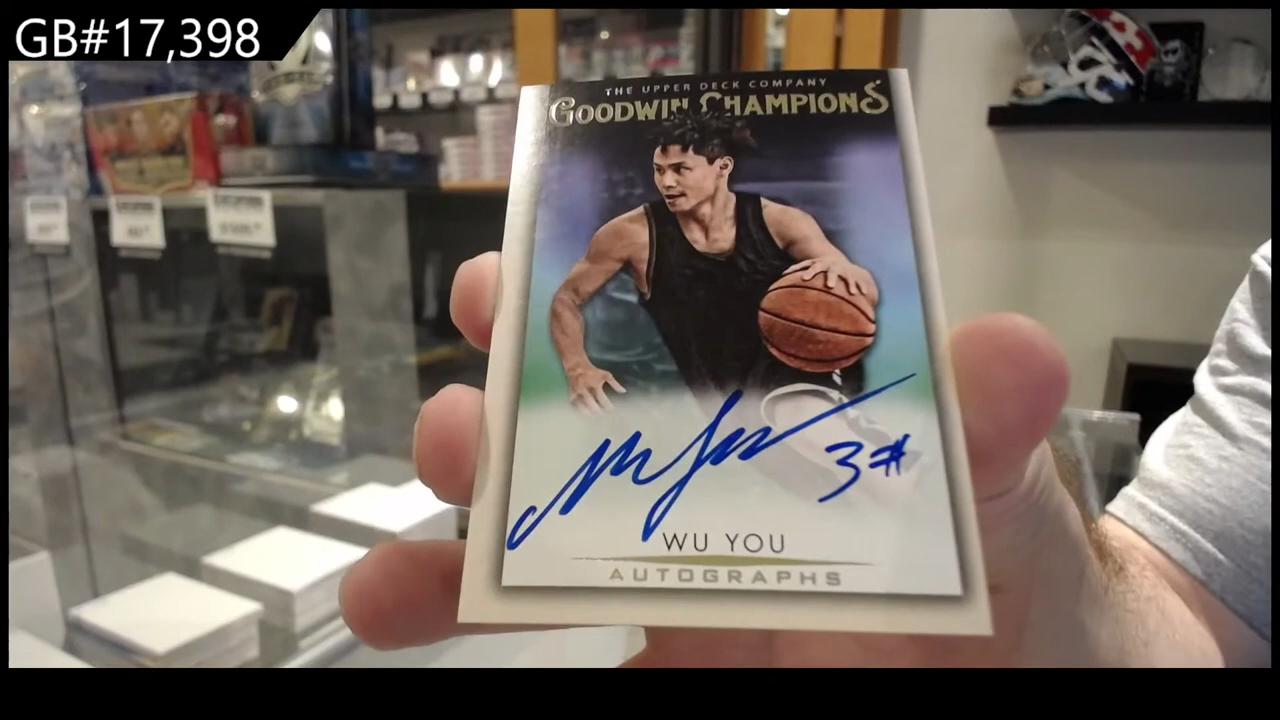 GB#17,398
THE UPPER DECK COMPANY
GOODWIN CHAMPIONS
3#
WU YOU
AUTOGRAPHS